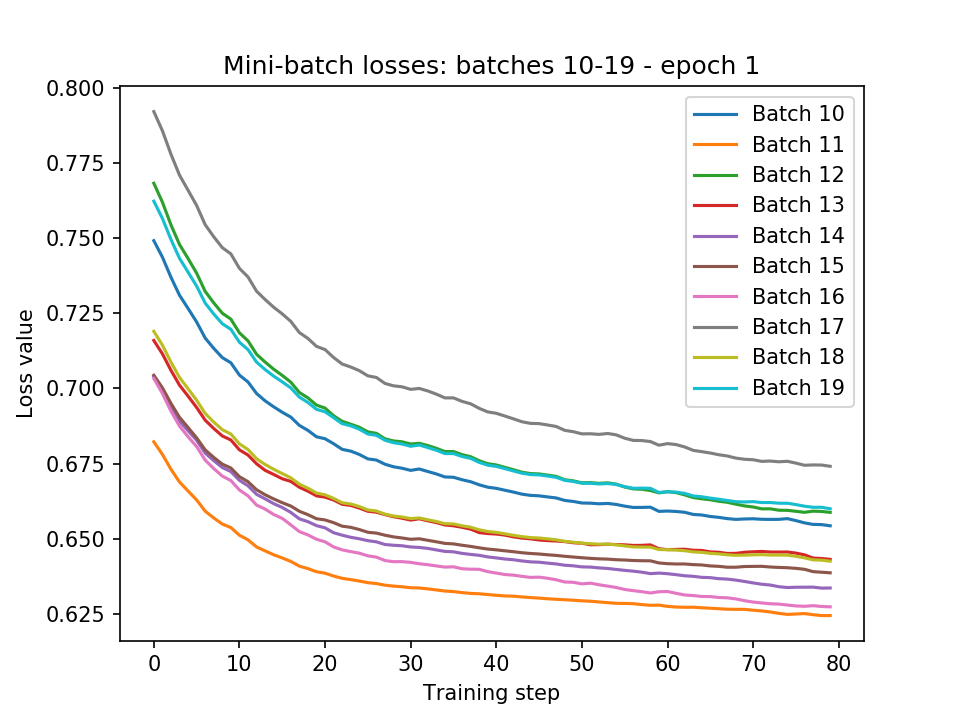 Mini-batch losses: batches 10-19 - epoch 1
0.800
0.775
0.750
0.725
0.700
0.675
0.650
0.625
Loss value
Batch 10
Batch 11
Batch 12
Batch 13
Batch 14
Batch 15
Batch 16
Batch 17
Batch 18
Batch 19
0 10 20 30 40 50 60 70 80
Training step